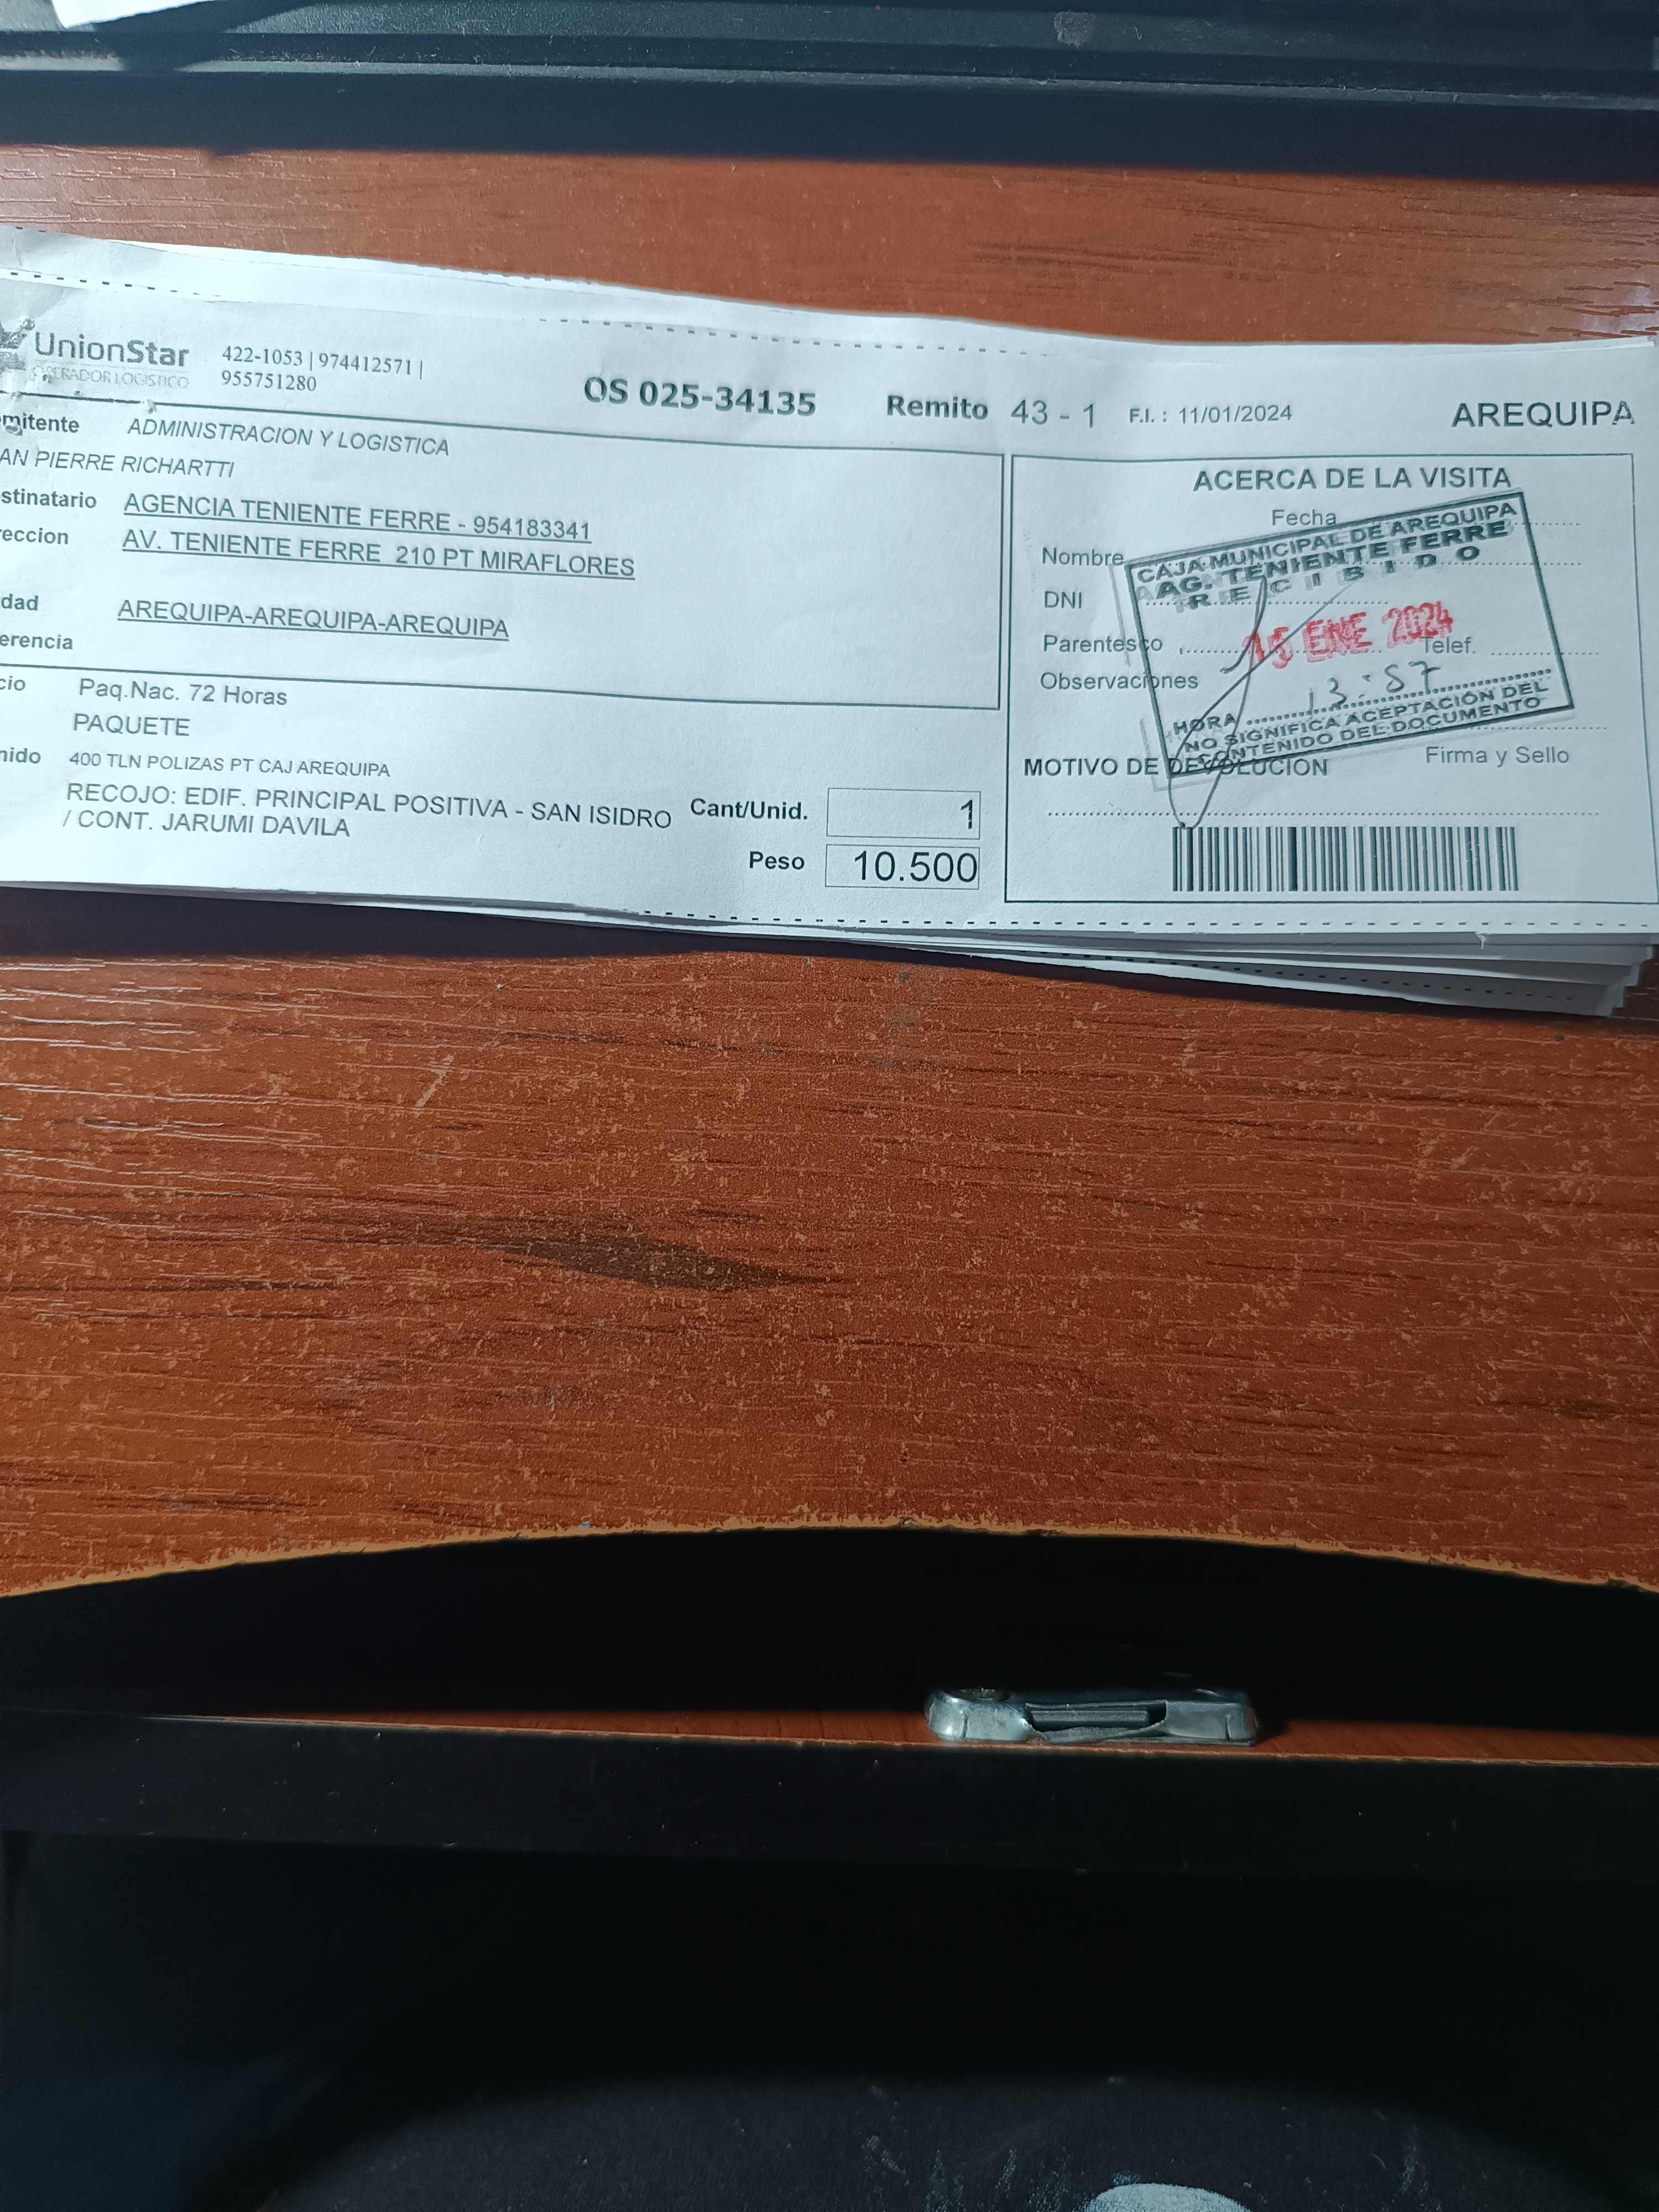 UnionStar
OPERADOR LOGISTICO
422-1053 | 974412571 |
955751280
OS 025-34135
Remito 43 - 1
F.I. : 11/01/2024
AREQUIPA
mitente ADMINISTRACION Y LOGISTICA
AN PIERRE RICHARTTI
stinatario AGENCIA TENIENTE FERRE - 954183341
reccion AV. TENIENTE FERRE 210 PT MIRAFLORES
dad AREQUIPA-AREQUIPA-AREQUIPA
erencia
cio Paq.Nac. 72 Horas
PAQUETE
nido 400 TLN POLIZAS PT CAJ AREQUIPA
RECOJO: EDIF. PRINCIPAL POSITIVA - SAN ISIDRO
/ CONT. JARUMI DAVILA
Cant/Unid. 1
Peso 10.500
ACERCA DE LA VISITA
Fecha
Nombre
DNI
Parentesco
Telef.
Observaciones
CAJA MUNICIPAL DE AREQUIPA
AG. TENIENTE FERRE
RECIBIDO
15 ENE 2024
HORA 13:57
NO SIGNIFICA ACEPTACIÓN DEL
CONTENIDO DEL DOCUMENTO
MOTIVO DE DEVOLUCION
Firma y Sello